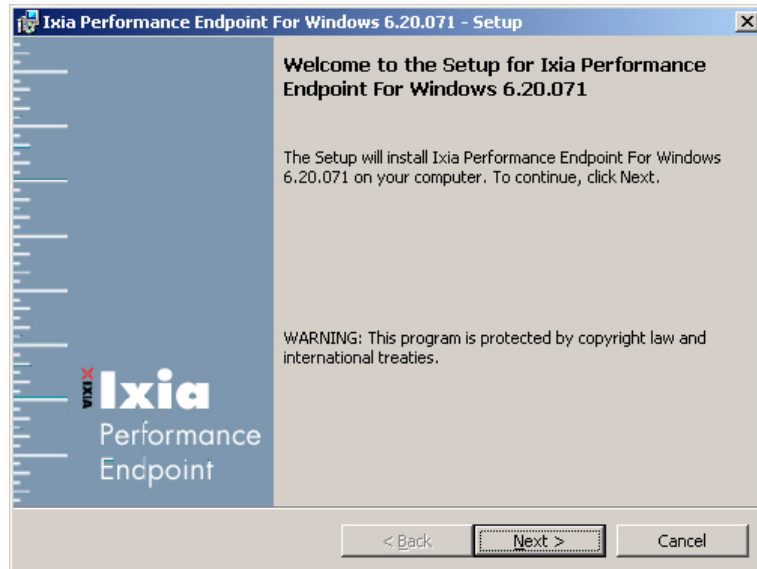 Ixia Performance Endpoint For Windows 6.20.071 - Setup
Welcome to the Setup for Ixia Performance
Endpoint For Windows 6.20.071
The Setup will install Ixia Performance Endpoint For Windows
6.20.071 on your computer. To continue, click Next.
WARNING: This program is protected by copyright law and
international treaties.
IXIA
Ixia
Performance
Endpoint
< Back
Next >
Cancel